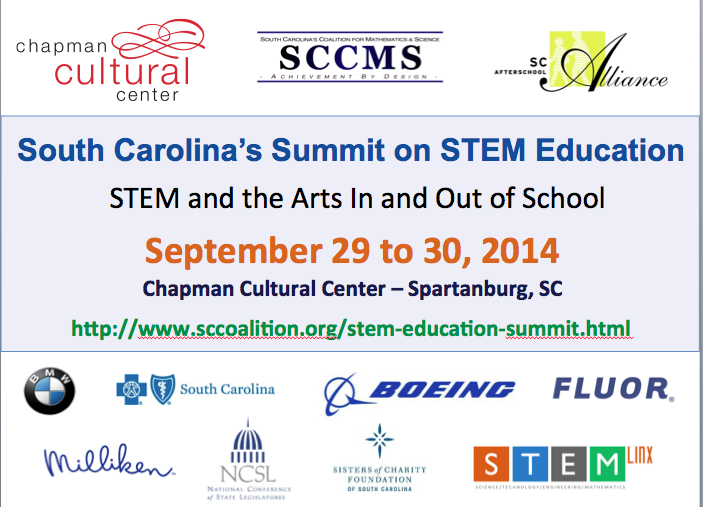 chapman
cultural
center
SOUTH CAROLINA'S COALITION FOR MATHEMATICS & SCIENCE
SCCMS
. ACHIEVEMENT BY DESIGN .
SC
AFTERSCHOOL
Alliance
South Carolina's Summit on STEM Education
STEM and the Arts In and Out of School
September 29 to 30, 2014
Chapman Cultural Center – Spartanburg, SC
http://www.sccoalition.org/stem-education-summit.html
BMW
South Carolina
BOEING
FLUOR®
Milliken
NCSL
NATIONAL CONFERENCE
of STATE LEGISLATURES
SISTERS of CHARITY
FOUNDATION
OF SOUTH CAROLINA
STEM LINX
SCIENCE/TECHNOLOGY/ENGINEERING/MATHEMATICS